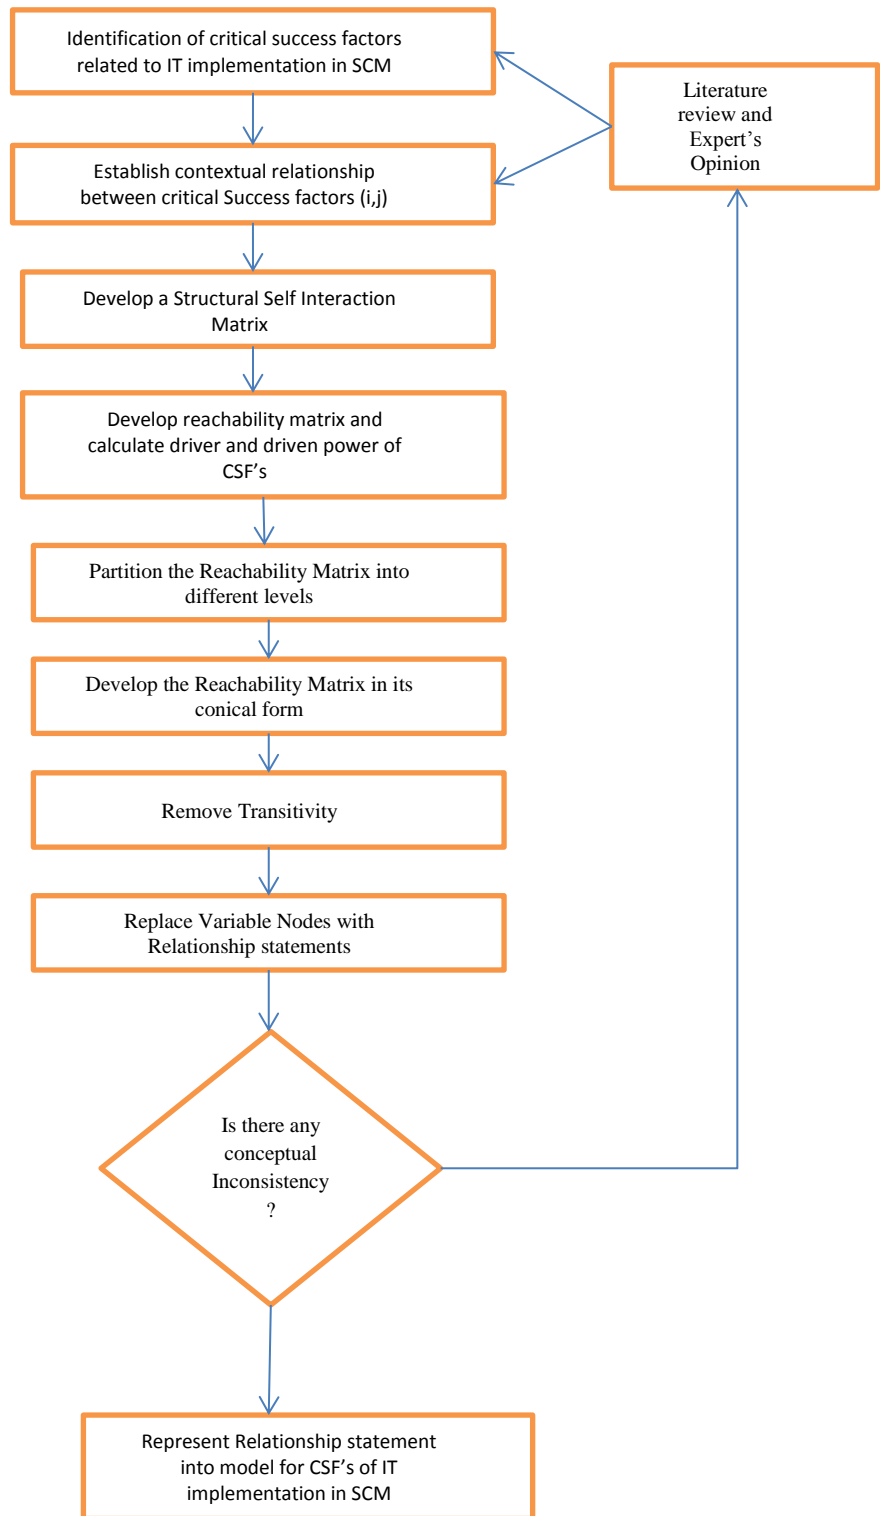 Identification of critical success factors
related to IT implementation in SCM
Literature
review and
Expert's
Opinion
Establish contextual relationship
between critical Success factors (i,j)
Develop a Structural Self Interaction
Matrix
Develop reachability matrix and
calculate driver and driven power of
CSF's
Partition the Reachability Matrix into
different levels
Develop the Reachability Matrix in its
conical form
Remove Transitivity
Replace Variable Nodes with
Relationship statements
Is there any
conceptual
Inconsistency
?
Represent Relationship statement
into model for CSF's of IT
implementation in SCM